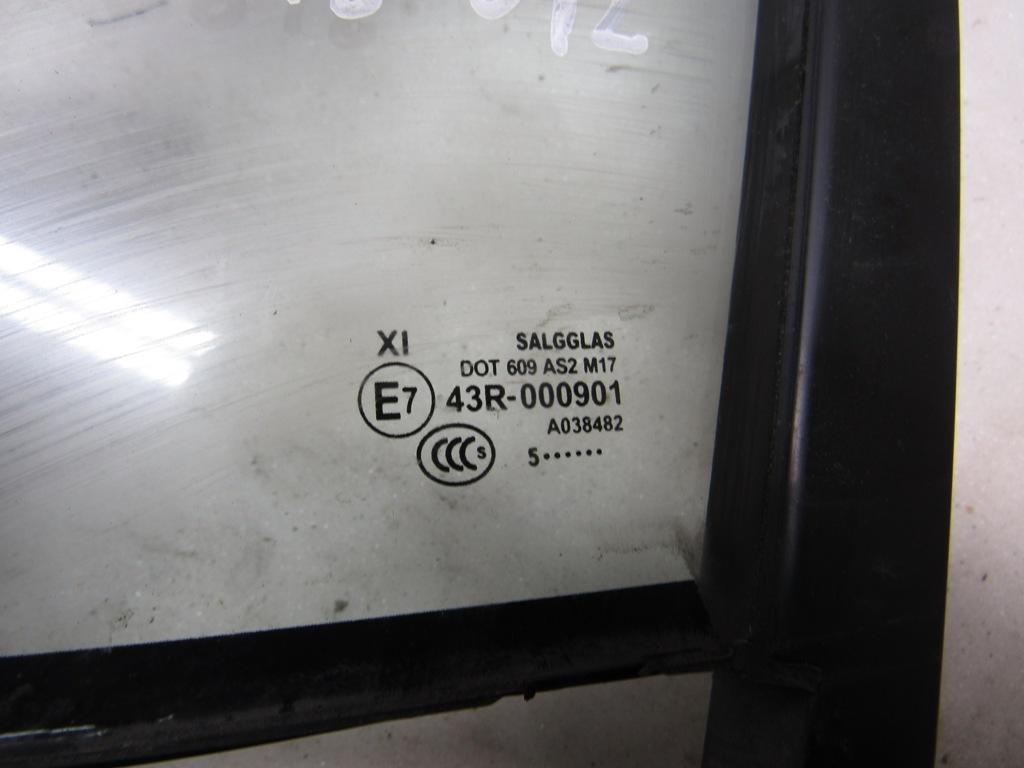 XI
SALGGLAS
DOT 609 AS2 M17
E7 43R-000901
A038482
CCC S 5······